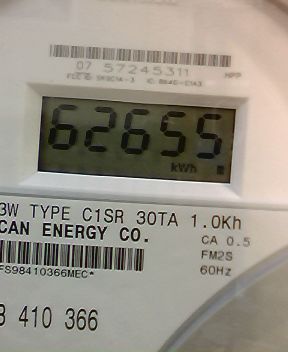 07 57245311
HPP
62655
kWh
3W TYPE C1SR 30TA 1.0Kh
CAN ENERGY CO.
CA 0.5
FM2S
60Hz
FS98410366MEC*
410 366